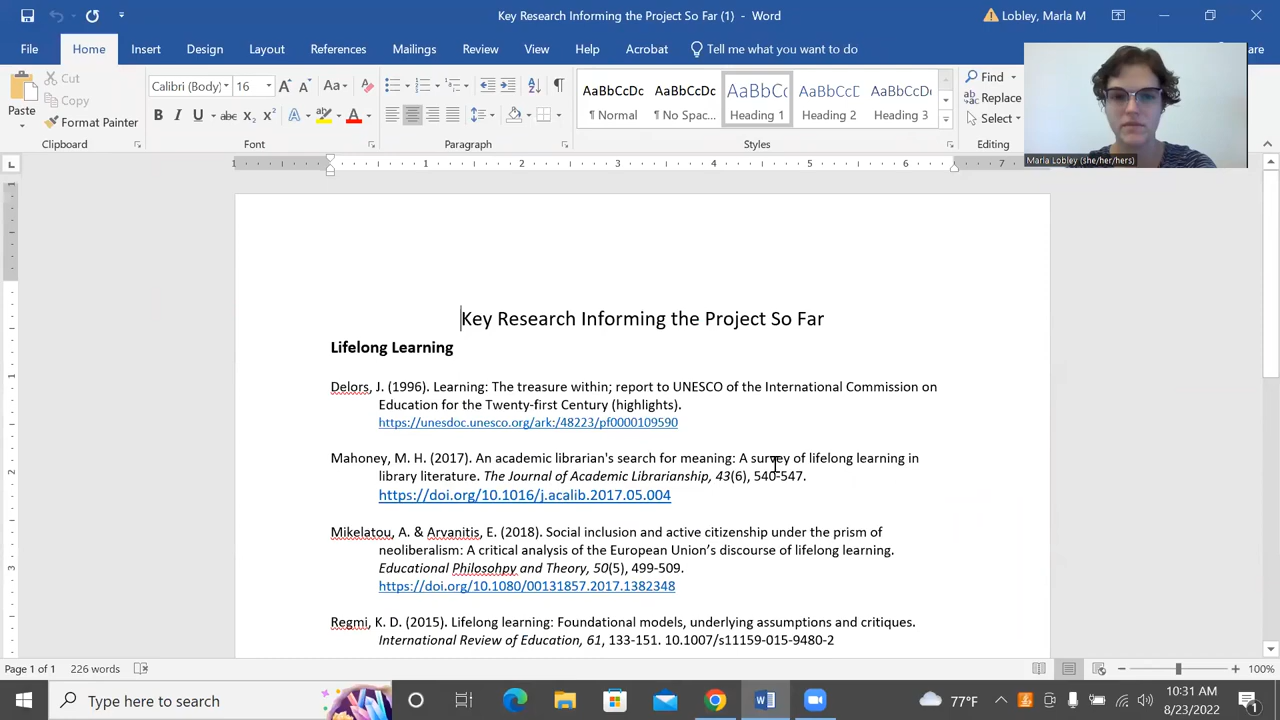 Key Research Informing the Project So Far (1) - Word
Lobley, Marla M
File Home Insert Design Layout References Mailings Review View Help Acrobat Tell me what you want to do
Share
Paste
Cut
Copy
Format Painter
Clipboard
Calibri (Body) 16
Font
Paragraph
AaBbCcDc AaBbCcDc AaBbCc AaBbCcDc AaBbCcDc
¶ Normal ¶ No Spac... Heading 1 Heading 2 Heading 3
Styles
Find
Replace
Select
Editing
Marla Lobley (she/her/hers)
Key Research Informing the Project So Far
Lifelong Learning
Delors, J. (1996). Learning: The treasure within; report to UNESCO of the International Commission on
Education for the Twenty-first Century (highlights).
https://unesdoc.unesco.org/ark:/48223/pf0000109590
Mahoney, M. H. (2017). An academic librarian's search for meaning: A survey of lifelong learning in
library literature. The Journal of Academic Librarianship, 43(6), 540-547.
https://doi.org/10.1016/j.acalib.2017.05.004
Mikelatou, A. & Arvanitis, E. (2018). Social inclusion and active citizenship under the prism of
neoliberalism: A critical analysis of the European Union's discourse of lifelong learning.
Educational Philosohpy and Theory, 50(5), 499-509.
https://doi.org/10.1080/00131857.2017.1382348
Regmi, K. D. (2015). Lifelong learning: Foundational models, underlying assumptions and critiques.
International Review of Education, 61, 133-151. 10.1007/s11159-015-9480-2
Page 1 of 1 226 words
100%
Type here to search
77°F
10:31 AM
8/23/2022